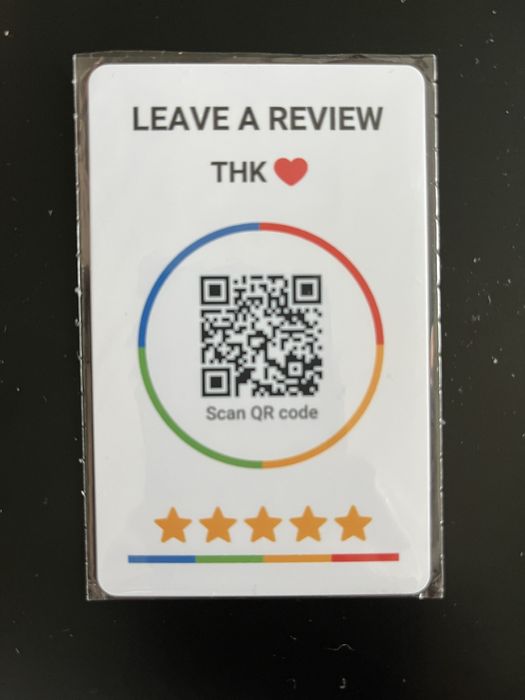 LEAVE A REVIEW
THK ❤
Scan QR code